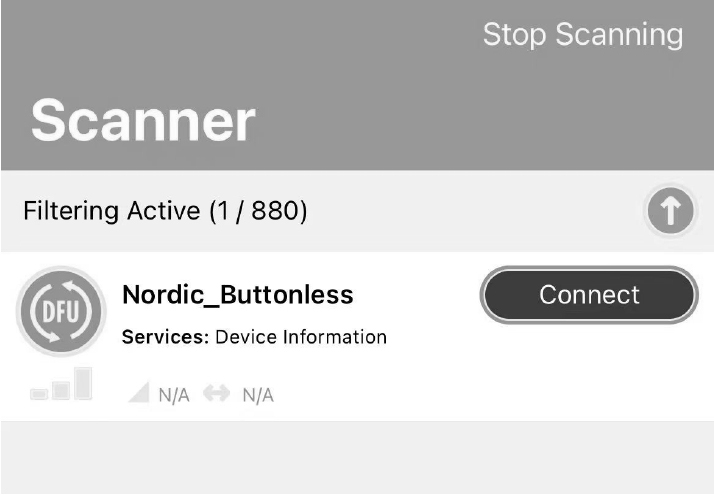 Stop Scanning
Scanner
Filtering Active (1 / 880)
DFU
Nordic_Buttonless
Connect
Services: Device Information
N/A N/A